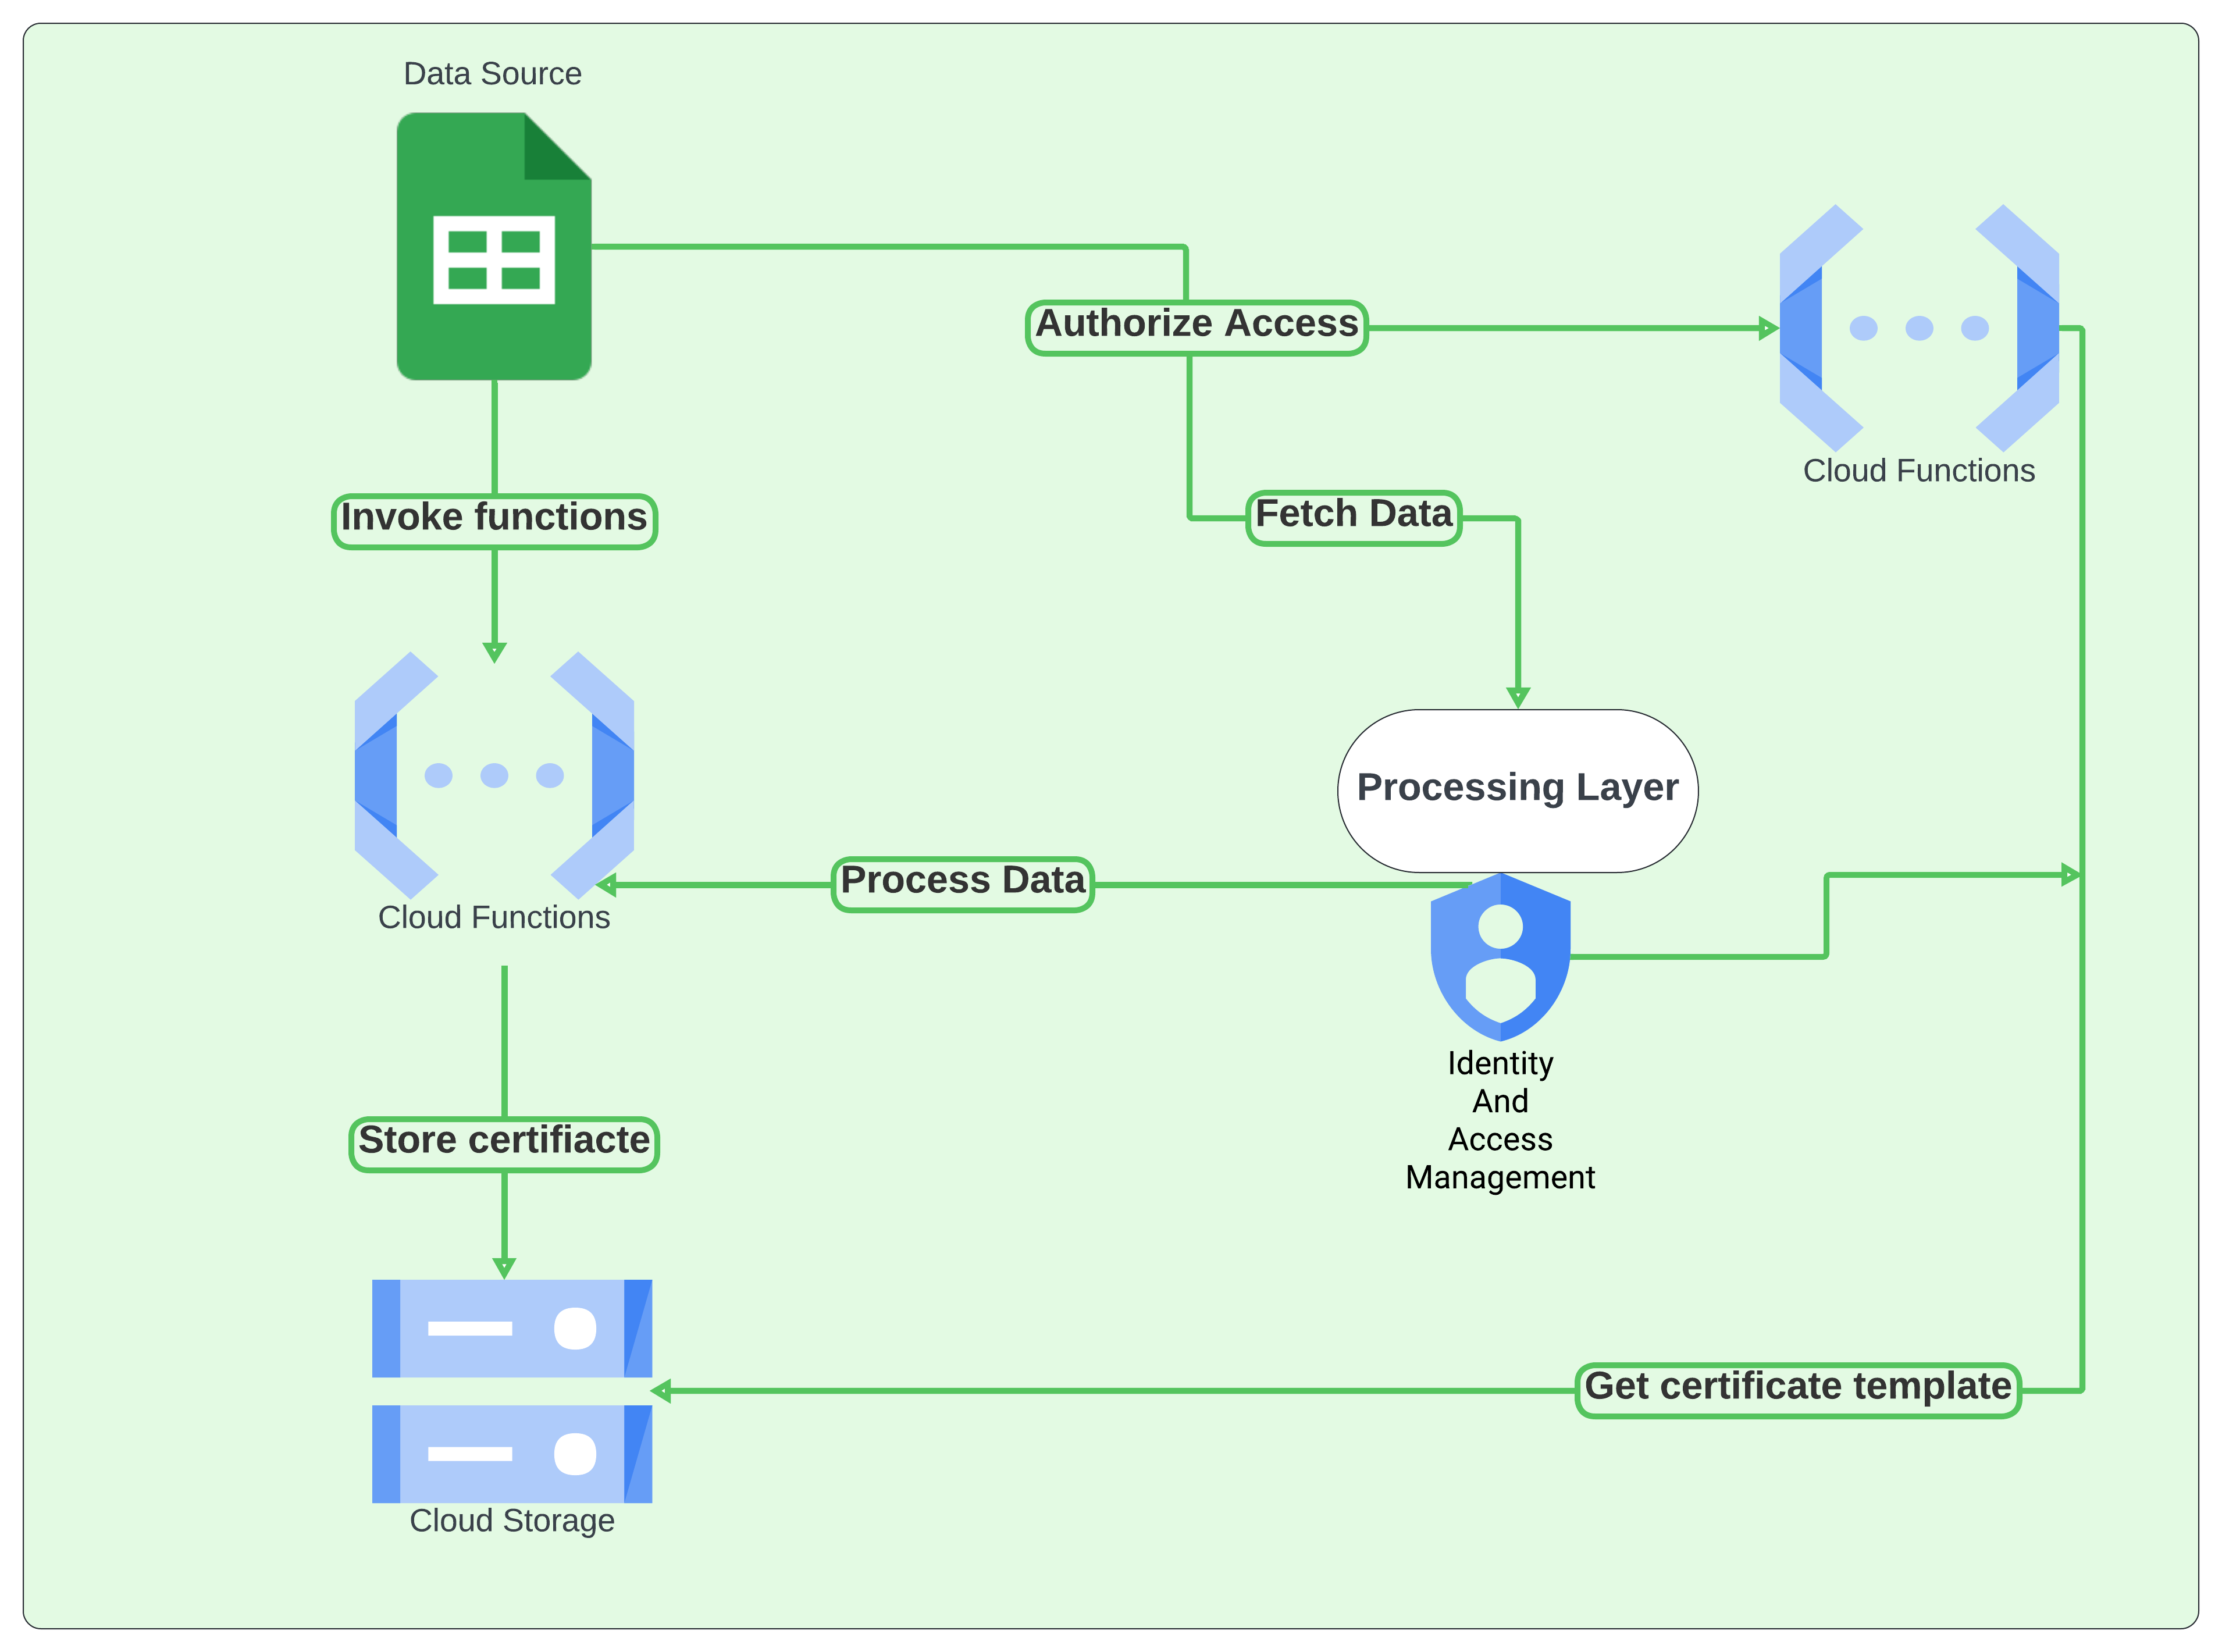 Data Source
Authorize Access
Cloud Functions
Invoke functions
Fetch Data
Processing Layer
Process Data
Cloud Functions
Identity
And
Access
Management
Store certifiacte
Get certificate template
Cloud Storage